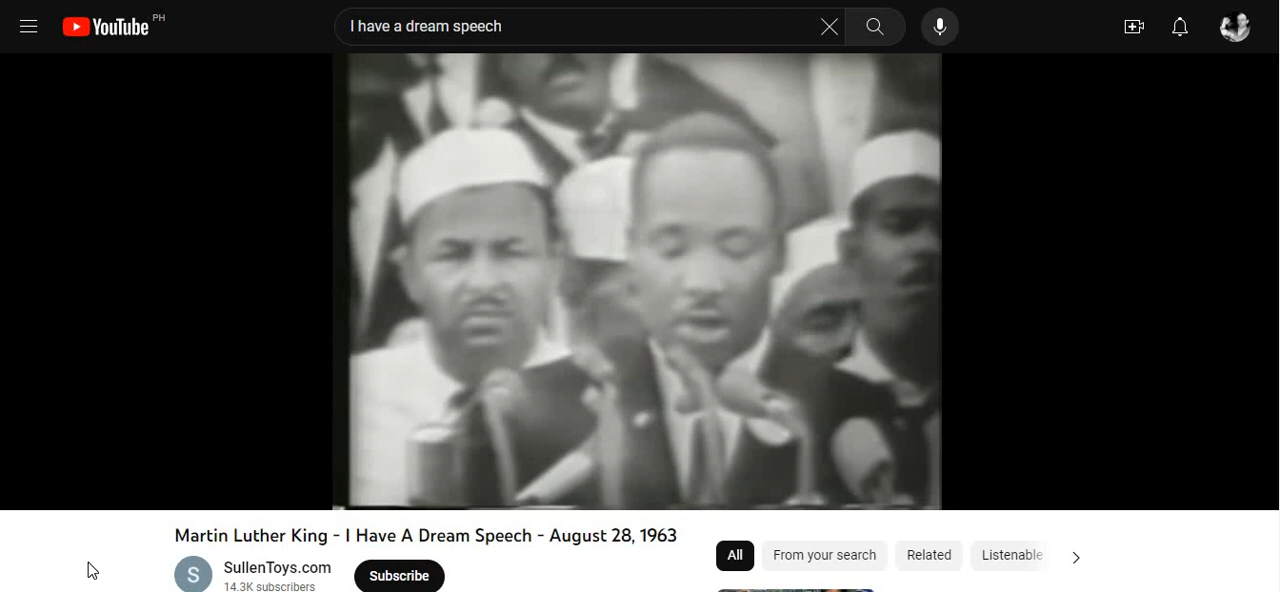 YouTube PH
I have a dream speech
Martin Luther King - I Have A Dream Speech - August 28, 1963
S
SullenToys.com
14.3K subscribers
Subscribe
All
From your search
Related
Listenable